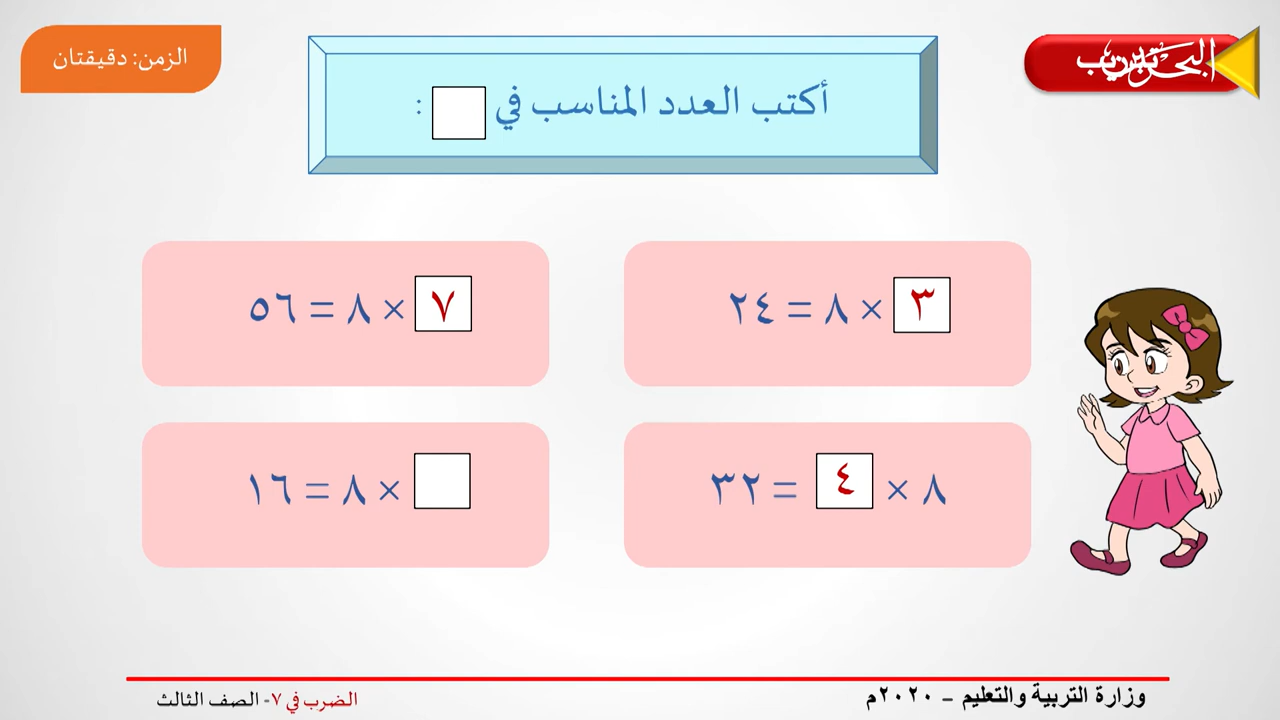 الزمن: دقيقتان
أكتب العدد المناسب في :
٣ × ٨ = ٢٤
٧ × ٨ = ٥٦
٨ × ٤ = ٣٢
× ٨ = ١٦
وزارة التربية والتعليم – ٢٠٢٠م
الضرب في ٧- الصف الثالث